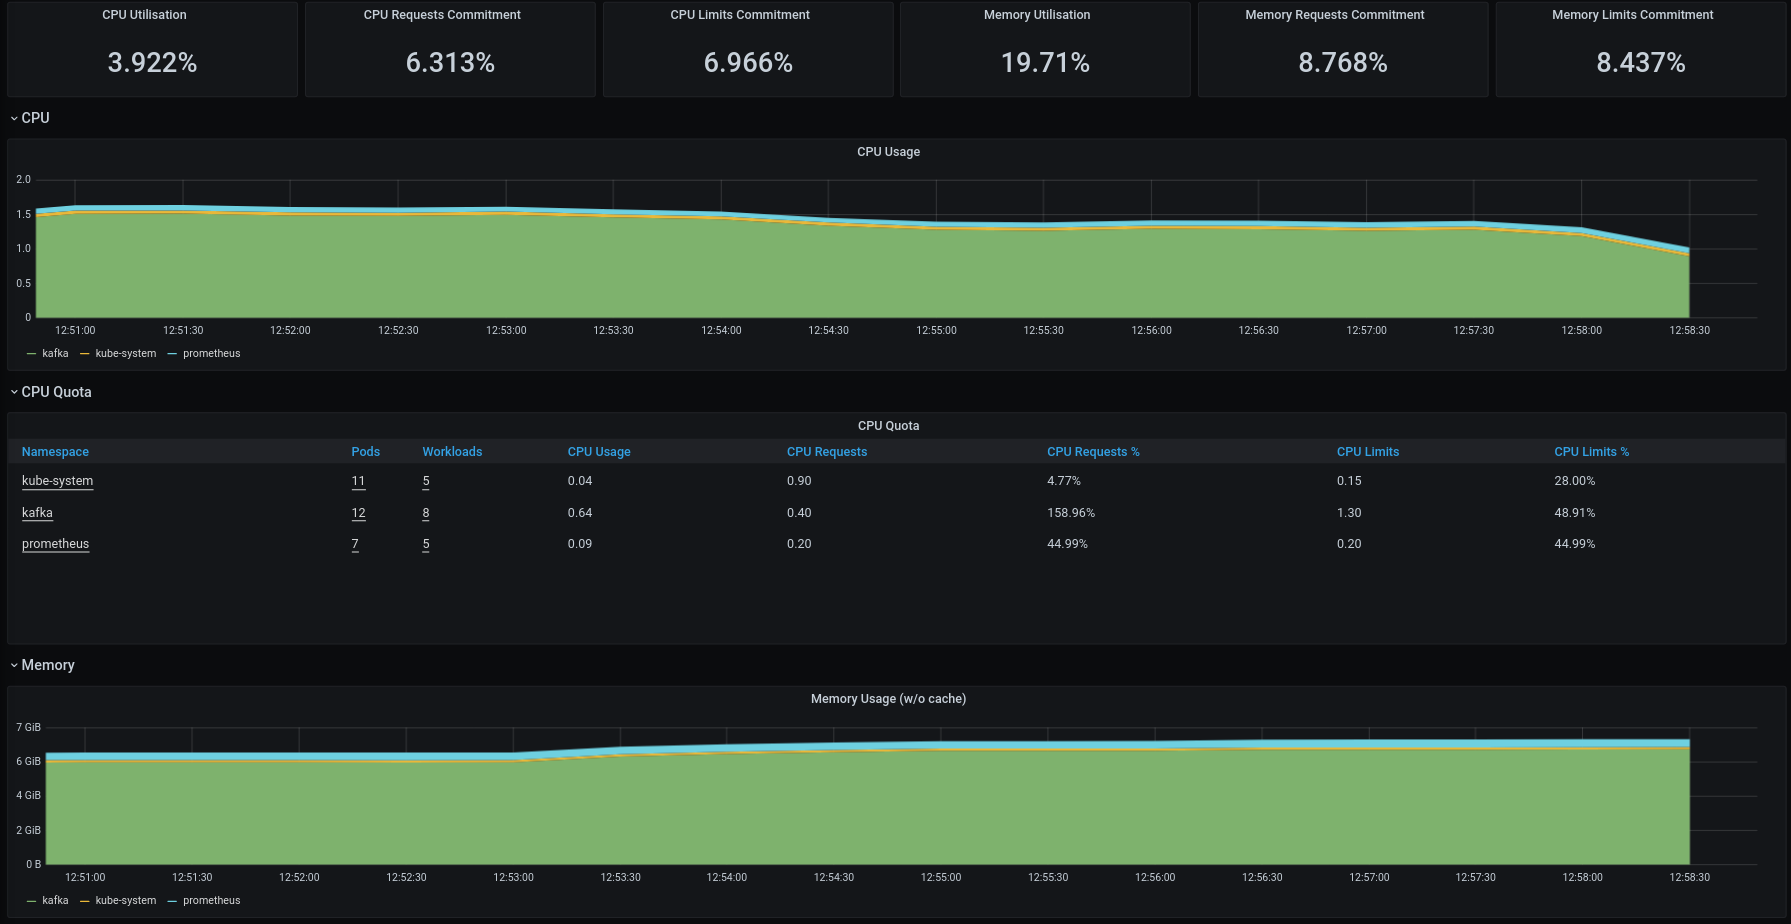 CPU Utilisation CPU Requests Commitment CPU Limits Commitment Memory Utilisation Memory Requests Commitment Memory Limits Commitment
3.922% 6.313% 6.966% 19.71% 8.768% 8.437%
CPU
CPU Usage
2.0
1.5
1.0
0.5
0
12:51:00 12:51:30 12:52:00 12:52:30 12:53:00 12:53:30 12:54:00 12:54:30 12:55:00 12:55:30 12:56:00 12:56:30 12:57:00 12:57:30 12:58:00 12:58:30
kafka kube-system prometheus
CPU Quota
CPU Quota
Namespace Pods Workloads CPU Usage CPU Requests CPU Requests % CPU Limits CPU Limits %
kube-system 11 5 0.04 0.90 4.77% 0.15 28.00%
kafka 12 8 0.64 0.40 158.96% 1.30 48.91%
prometheus 7 5 0.09 0.20 44.99% 0.20 44.99%
Memory
Memory Usage (w/o cache)
7 GiB
6 GiB
4 GiB
2 GiB
0 B
12:51:00 12:51:30 12:52:00 12:52:30 12:53:00 12:53:30 12:54:00 12:54:30 12:55:00 12:55:30 12:56:00 12:56:30 12:57:00 12:57:30 12:58:00 12:58:30
kafka kube-system prometheus